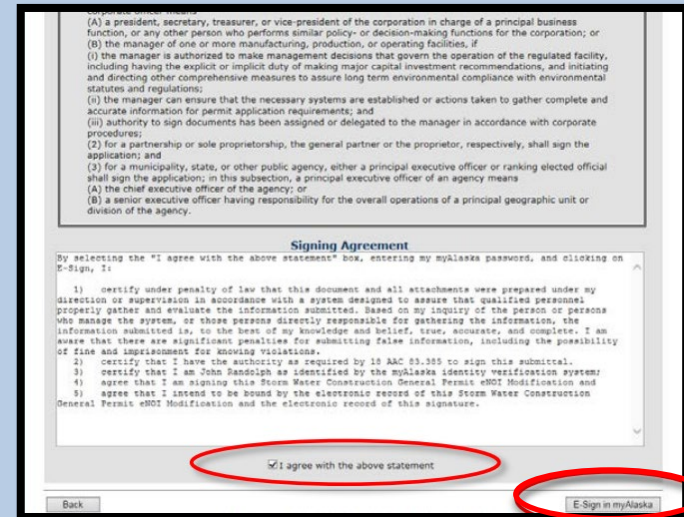 corporate officer means
(A) a president, secretary, treasurer, or vice-president of the corporation in charge of a principal business
function, or any other person who performs similar policy- or decision-making functions for the corporation; or
(B) the manager of one or more manufacturing, production, or operating facilities, if
(i) the manager is authorized to make management decisions that govern the operation of the regulated facility,
including having the explicit or implicit duty of making major capital investment recommendations, and initiating
and directing other comprehensive measures to assure long term environmental compliance with environmental
statutes and regulations;
(ii) the manager can ensure that the necessary systems are established or actions taken to gather complete and
accurate information for permit application requirements; and
(iii) authority to sign documents has been assigned or delegated to the manager in accordance with corporate
procedures;
(2) for a partnership or sole proprietorship, the general partner or the proprietor, respectively, shall sign the
application; and
(3) for a municipality, state, or other public agency, either a principal executive officer or ranking elected official
shall sign the application; in this subsection, a principal executive officer of an agency means
(A) the chief executive officer of the agency; or
(B) a senior executive officer having responsibility for the overall operations of a principal geographic unit or
division of the agency.
Signing Agreement
By selecting the "I agree with the above statement" box, entering my myAlaska password, and clicking on
E-Sign, I:
1) certify under penalty of law that this document and all attachments were prepared under my
direction or supervision in accordance with a system designed to assure that qualified personnel
properly gather and evaluate the information submitted. Based on my inquiry of the person or persons
who manage the system, or those persons directly responsible for gathering the information, the
information submitted is, to the best of my knowledge and belief, true, accurate, and complete. I am
aware that there are significant penalties for submitting false information, including the possibility
of fine and imprisonment for knowing violations.
2) certify that I have the authority as required by 18 AAC 83.385 to sign this submittal.
3) certify that I am John Randolph as identified by the myAlaska identity verification system;
4) agree that I am signing this Storm Water Construction General Permit eNOI Modification and
5) agree that I intend to be bound by the electronic record of this Storm Water Construction
General Permit eNOI Modification and the electronic record of this signature.
I agree with the above statement
Back
E-Sign in myAlaska